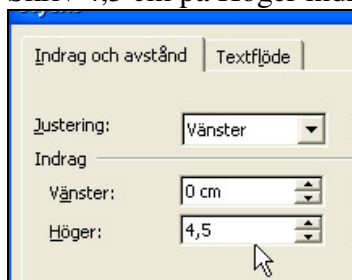 Indrag och avstånd Textflöde
Justering: Vänster
Indrag
Vänster: 0 cm
Höger: 4,5